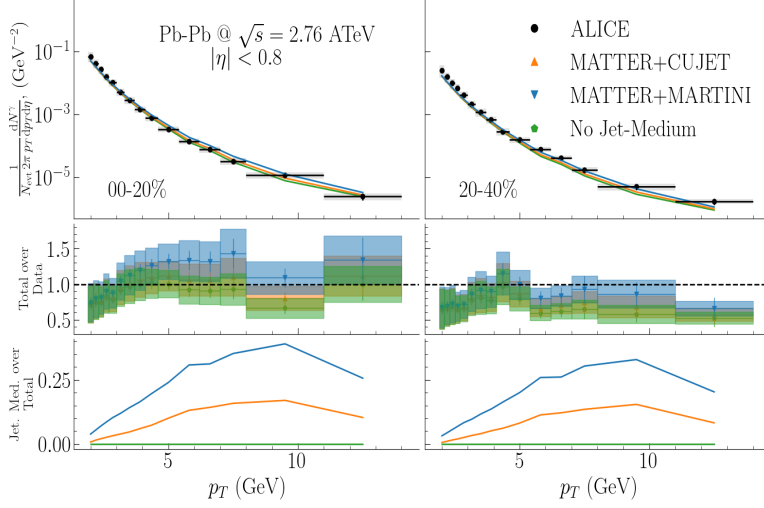 Pb-Pb @ √s = 2.76 ATeV
|η| < 0.8
ALICE
MATTER+CUJET
MATTER+MARTINI
No Jet-Medium
10⁻¹
10⁻³
10⁻⁵
1/N_evt 1/2π dN^γ/p_T dp_T dη, (GeV⁻²)
00-20%
20-40%
1.5
1.0
0.5
Total over
Data
0.25
0.00
Jet. Med. over
Total
5
10
5
10
p_T (GeV)
p_T (GeV)